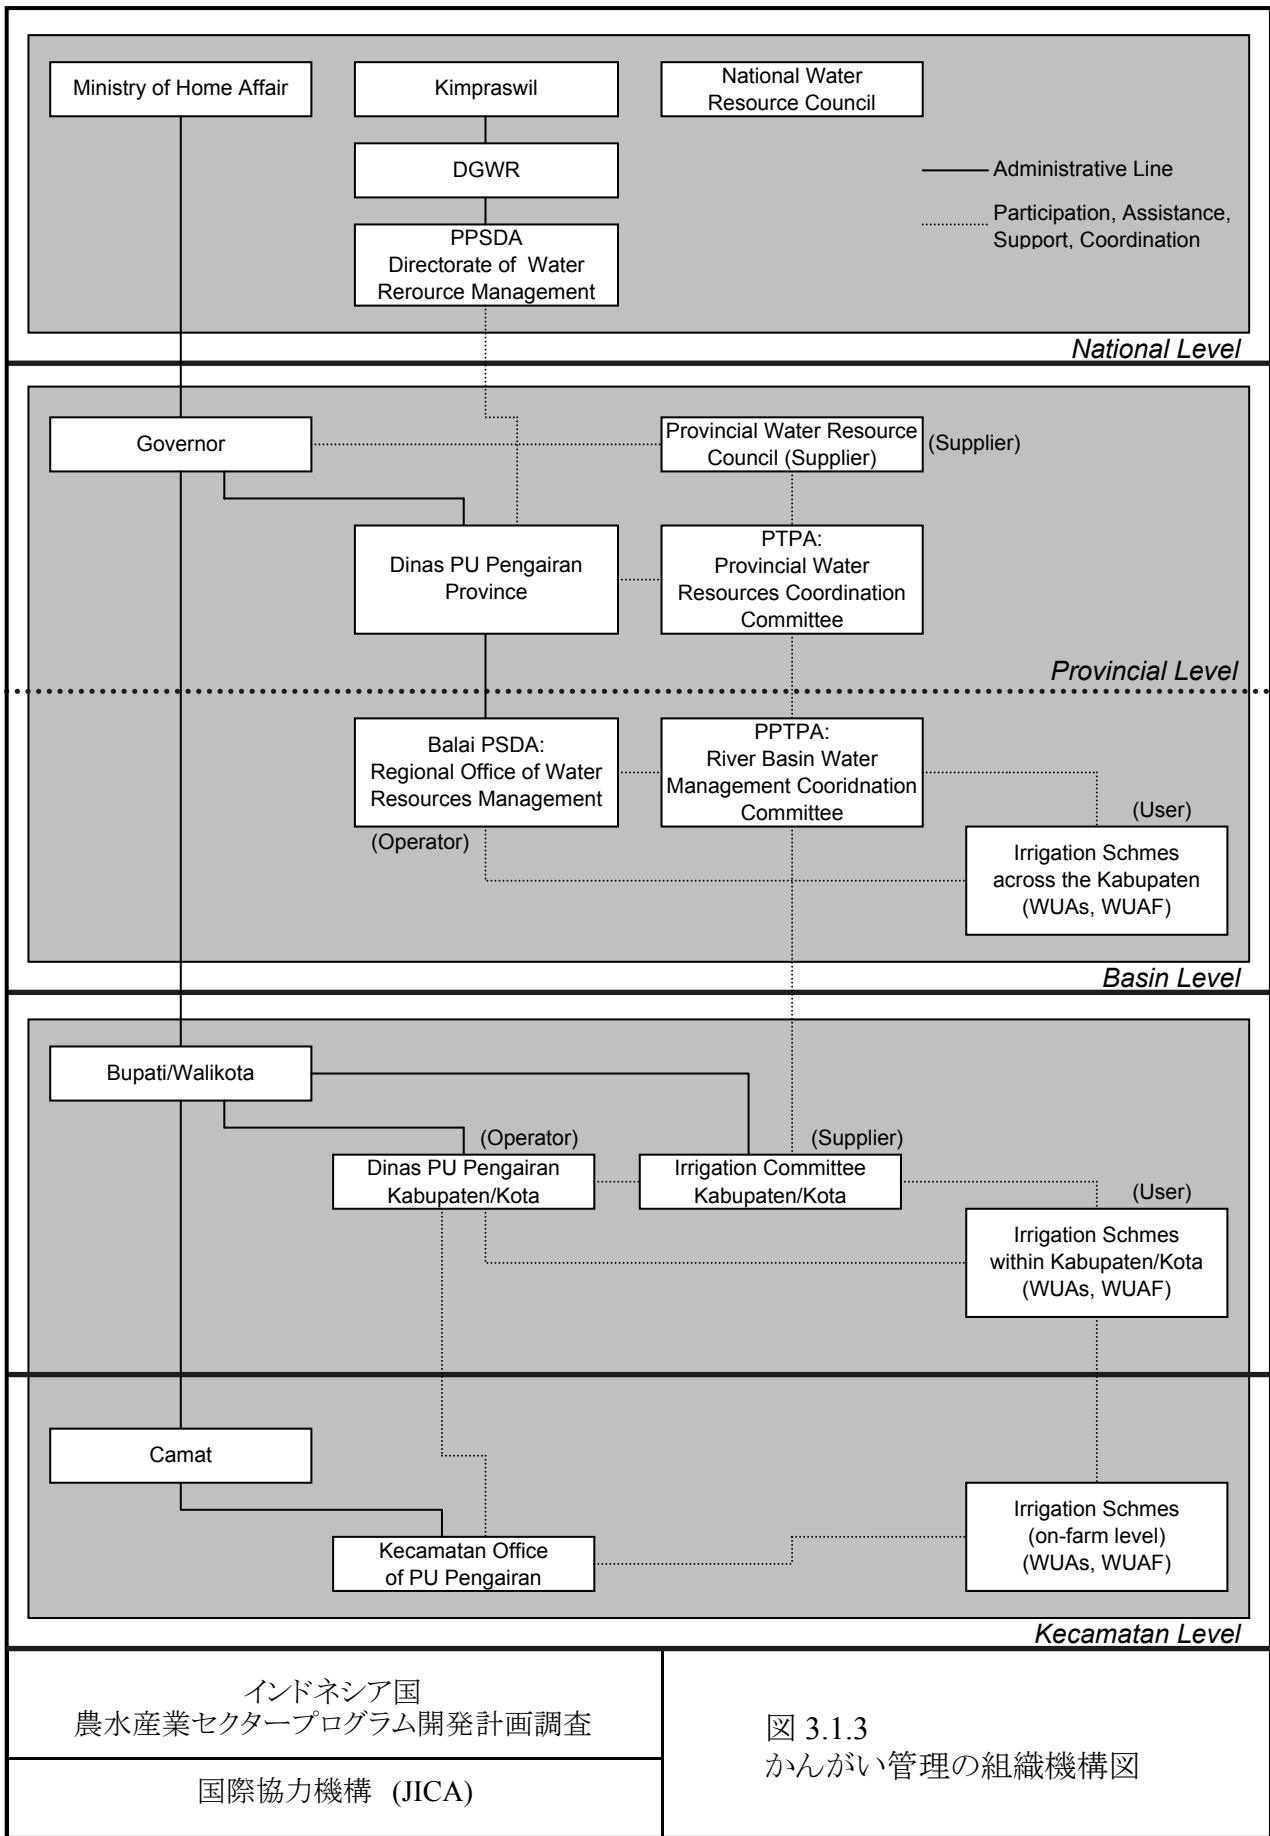 Ministry of Home Affair
Kimpraswil
National Water
Resource Council
DGWR
Administrative Line
PPSDA
Directorate of Water
Rerource Management
Participation, Assistance,
Support, Coordination
National Level
Governor
Provincial Water Resource
Council (Supplier)
(Supplier)
Dinas PU Pengairan
Province
PTPA:
Provincial Water
Resources Coordination
Committee
Provincial Level
Balai PSDA:
Regional Office of Water
Resources Management
(Operator)
PPTPA:
River Basin Water
Management Cooridnation
Committee
(User)
Irrigation Schmes
across the Kabupaten
(WUAs, WUAF)
Basin Level
Bupati/Walikota
(Operator)
Dinas PU Pengairan
Kabupaten/Kota
(Supplier)
Irrigation Committee
Kabupaten/Kota
(User)
Irrigation Schmes
within Kabupaten/Kota
(WUAs, WUAF)
Camat
Kecamatan Office
of PU Pengairan
Irrigation Schmes
(on-farm level)
(WUAs, WUAF)
Kecamatan Level
インドネシア国
農水産業セクタープログラム開発計画調査
国際協力機構 (JICA)
図 3.1.3
かんがい管理の組織機構図